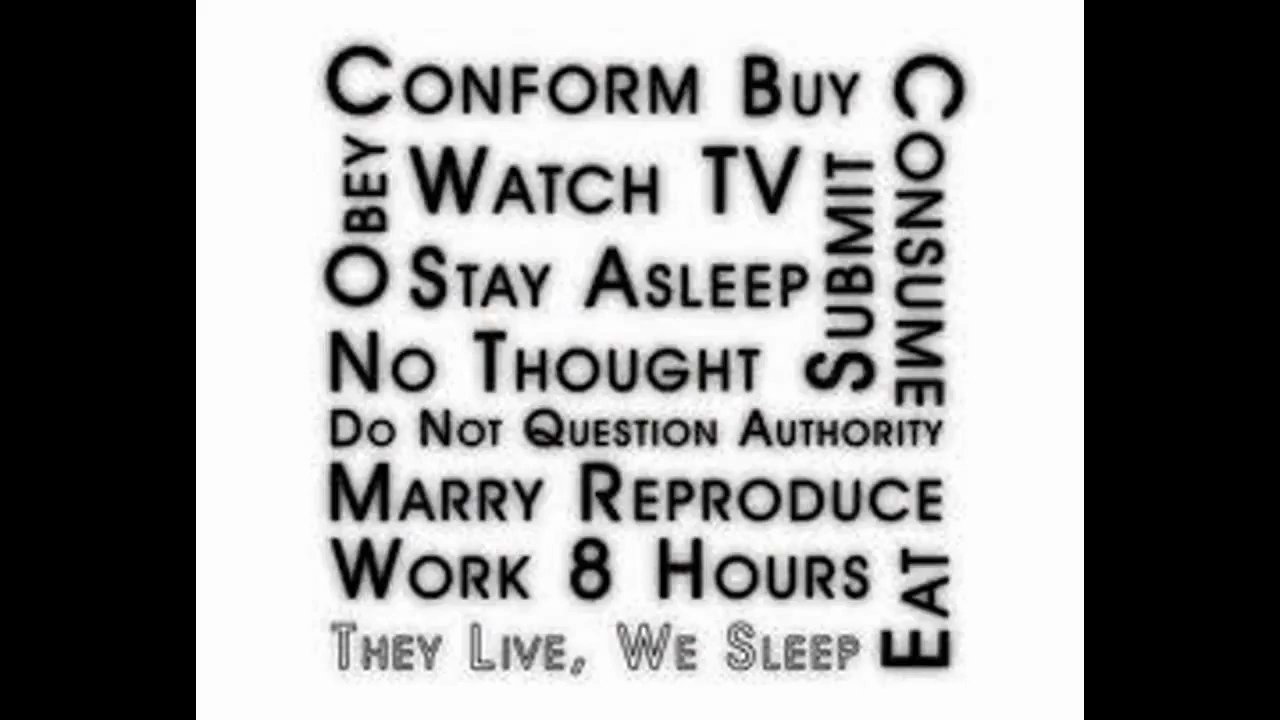 Conform Buy
Consume
Obey
Watch TV
Submit
Stay Asleep
No Thought
Do Not Question Authority
Marry Reproduce
Work 8 Hours
Eat
They Live, We Sleep